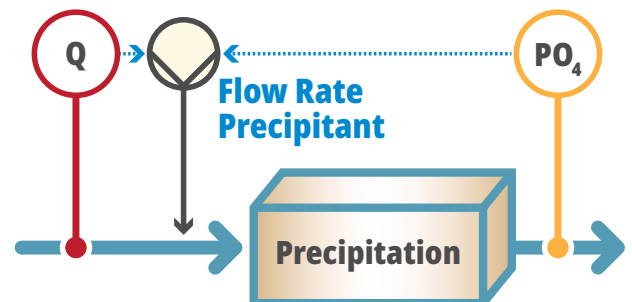 Q
PO₄
Flow Rate
Precipitant
Precipitation